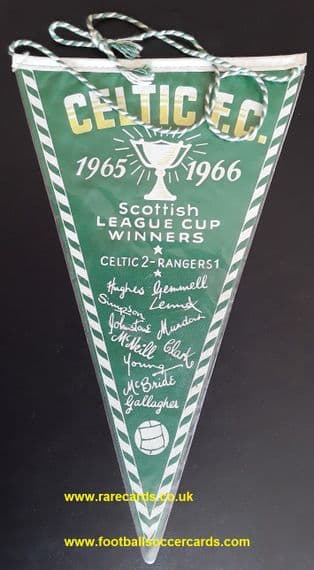 CELTIC F.C.
1965 1966
Scottish
LEAGUE CUP
WINNERS
CELTIC 2-RANGERS 1
Hughes Gemmell
Simpson Lennox
Johnstone Murdoch
McNeill Clark
Young
McBride
Gallagher
www.rarecards.co.uk
www.footballsoccercards.com